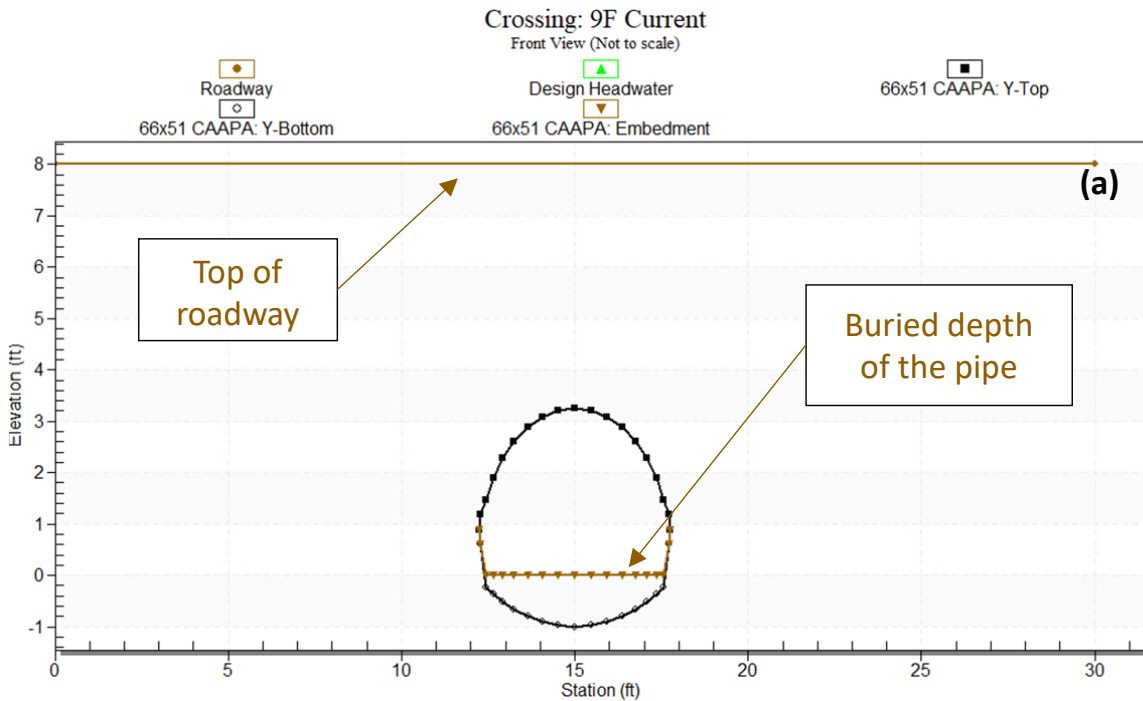 Crossing: 9F Current
Front View (Not to scale)
Roadway
Design Headwater
66x51 CAAPA: Y-Top
66x51 CAAPA: Y-Bottom
66x51 CAAPA: Embedment
(a)
Top of
roadway
Buried depth
of the pipe
Elevation (ft)
8
7
6
5
4
3
2
1
0
-1
0
5
10
15
20
25
30
Station (ft)